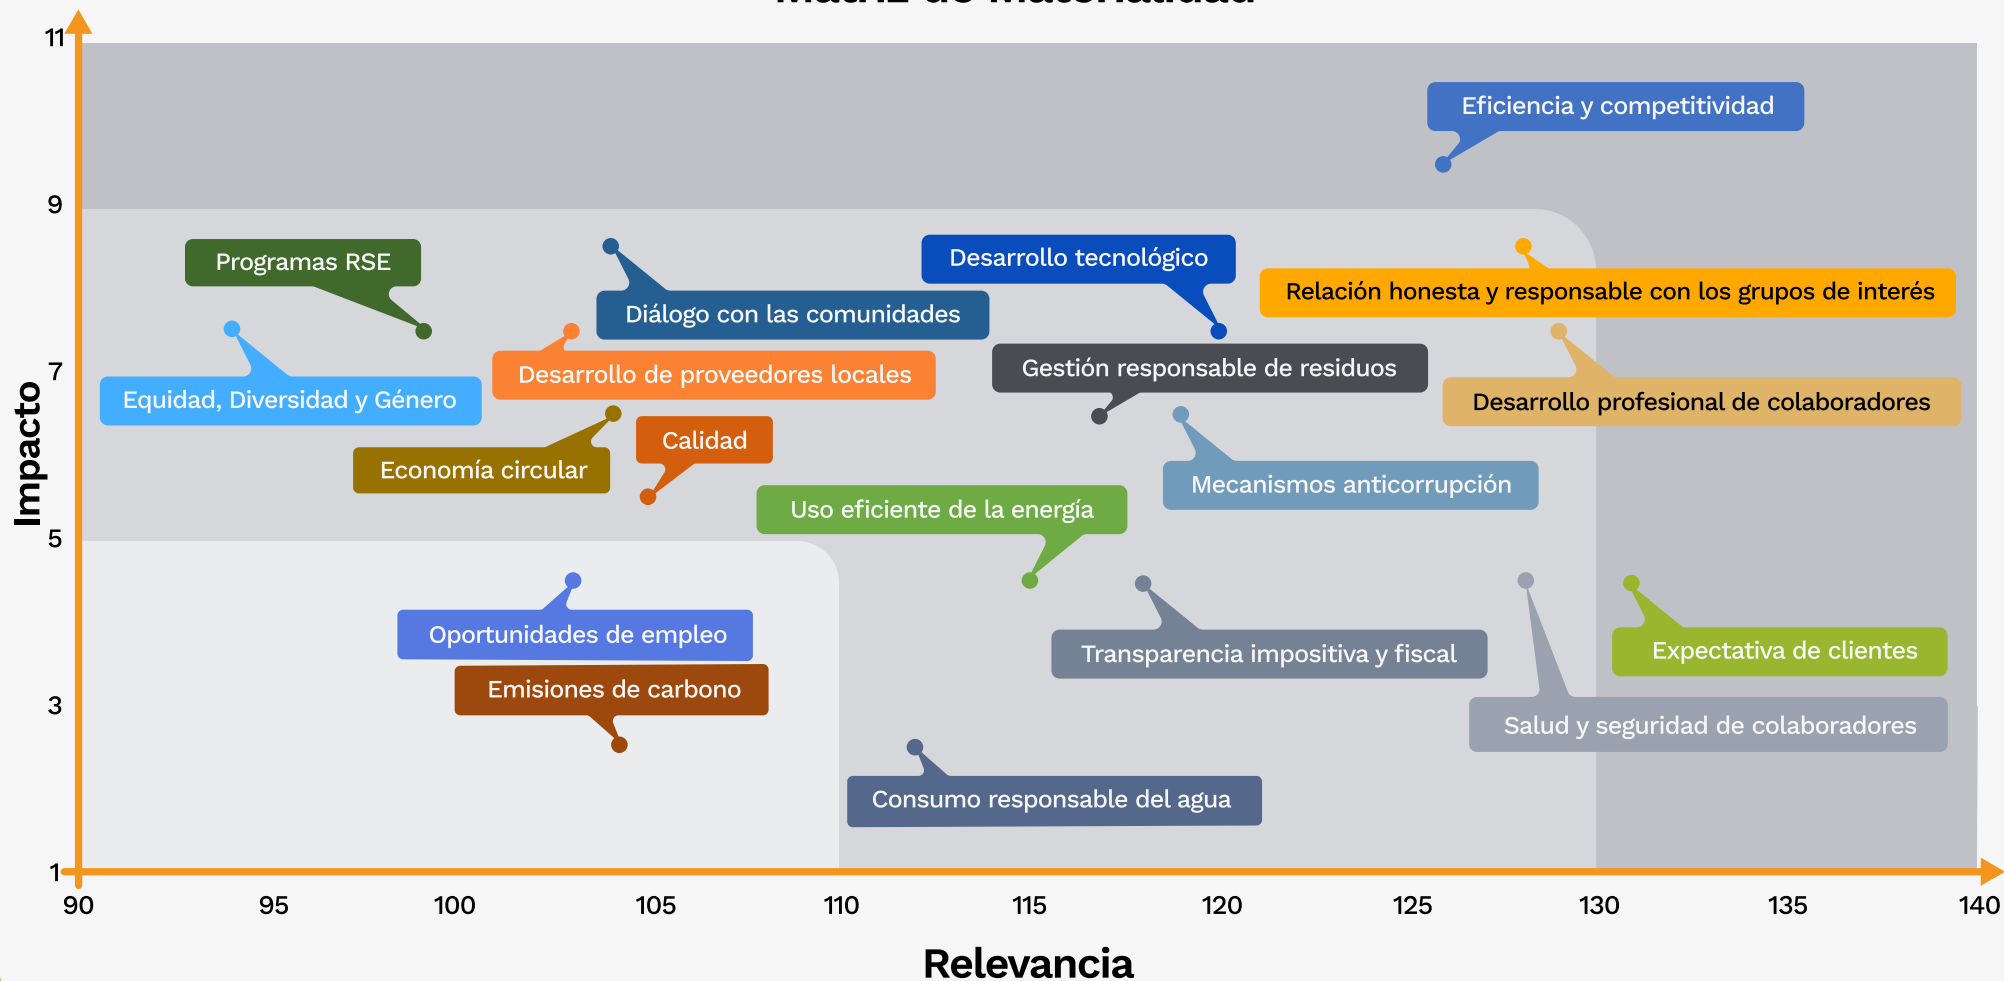 Matriz de Materialidad
11
Eficiencia y competitividad
9
Programas RSE
Desarrollo tecnológico
Relación honesta y responsable con los grupos de interés
Diálogo con las comunidades
7
Gestión responsable de residuos
Desarrollo de proveedores locales
Equidad, Diversidad y Género
Desarrollo profesional de colaboradores
Impacto
Calidad
Economía circular
Mecanismos anticorrupción
Uso eficiente de la energía
5
Oportunidades de empleo
Transparencia impositiva y fiscal
Expectativa de clientes
Emisiones de carbono
3
Salud y seguridad de colaboradores
Consumo responsable del agua
1
90 95 100 105 110 115 120 125 130 135 140
Relevancia